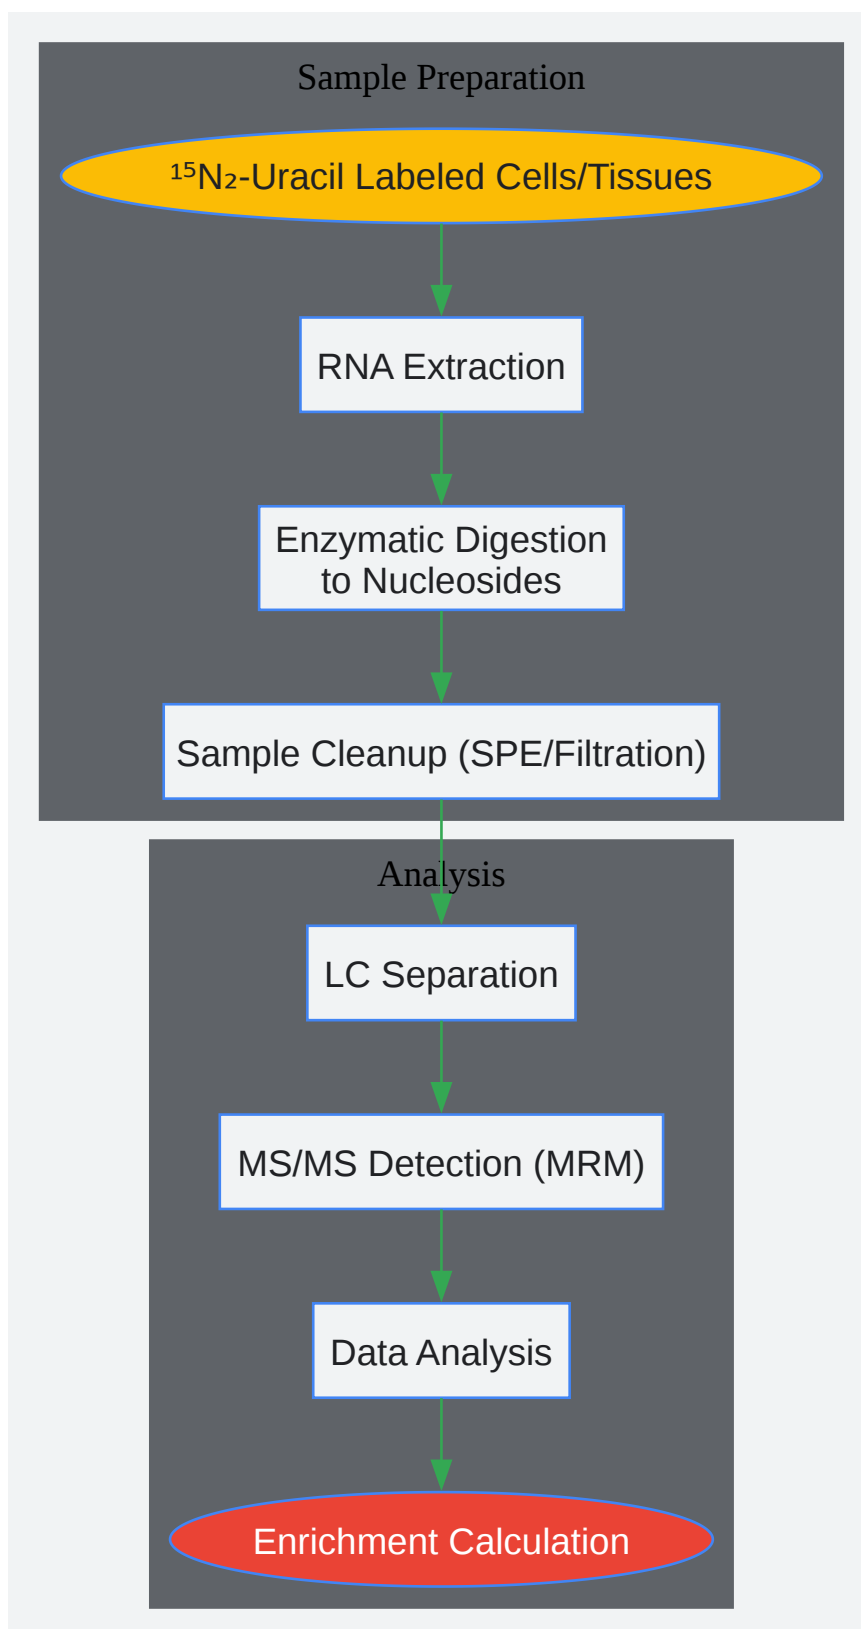 Sample Preparation
¹⁵N₂-Uracil Labeled Cells/Tissues
RNA Extraction
Enzymatic Digestion
to Nucleosides
Sample Cleanup (SPE/Filtration)
Analysis
LC Separation
MS/MS Detection (MRM)
Data Analysis
Enrichment Calculation